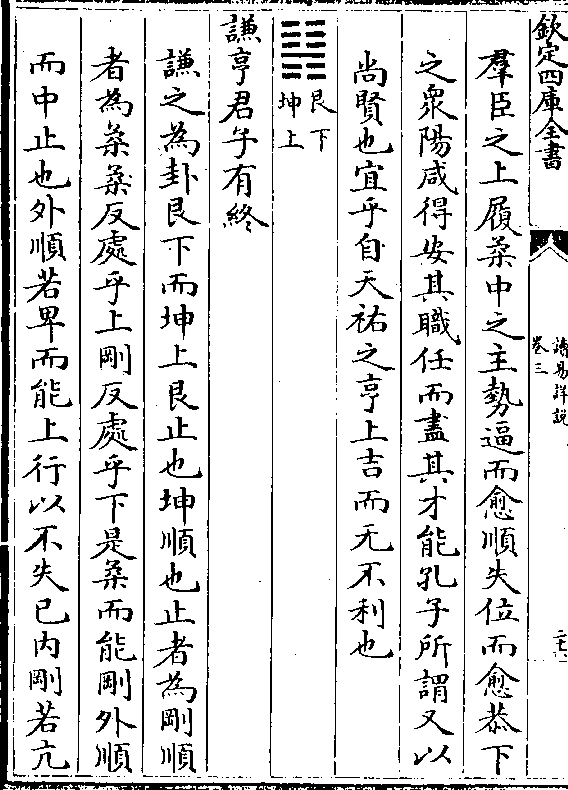 欽定四庫全書
讀易詳說
卷三
羣臣之上履柔中之主勢逼而愈順失位而愈恭下
之衆陽咸得安其職任而盡其才能孔子所謂又以
尚賢也宜乎自天祐之亨上吉而无不利也
艮下
坤上
謙亨君子有終
謙之為卦艮下而坤上艮止也坤順也止者為剛順
者為柔柔反處乎上剛反處乎下是柔而能剛外順
而中止也外順若卑而能上行以不失已内剛若亢